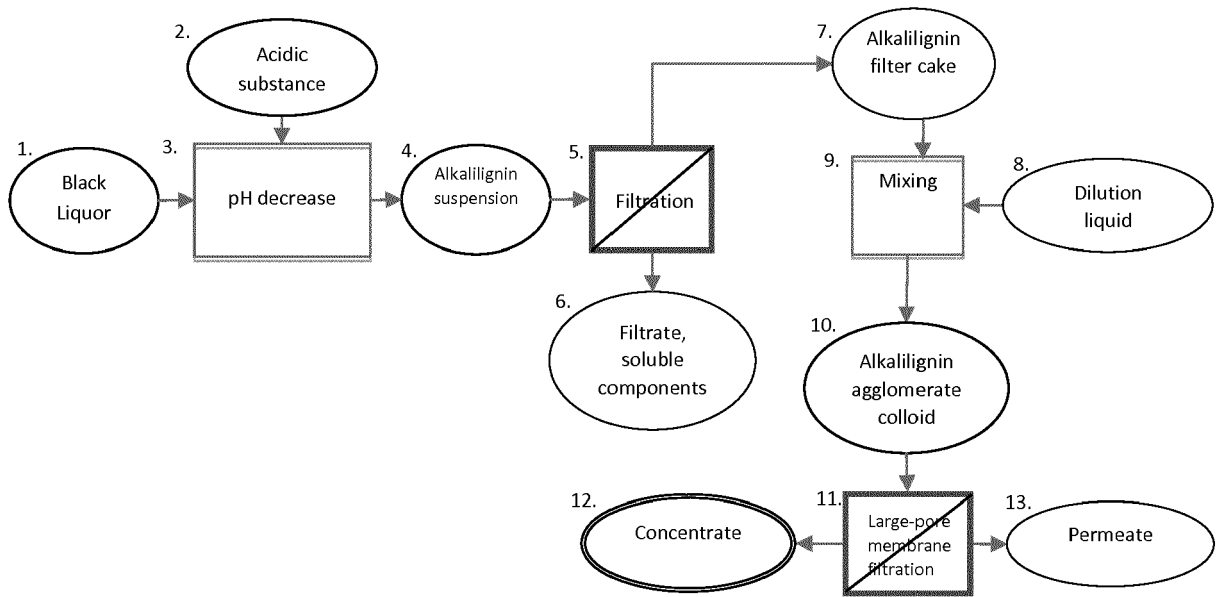 1.
Black
Liquor
2.
Acidic
substance
3.
pH decrease
4.
Alkalilignin
suspension
5.
Filtration
6.
Filtrate,
soluble
components
7.
Alkalilignin
filter cake
8.
Dilution
liquid
9.
Mixing
10.
Alkalilignin
agglomerate
colloid
11.
Large-pore
membrane
filtration
12.
Concentrate
13.
Permeate